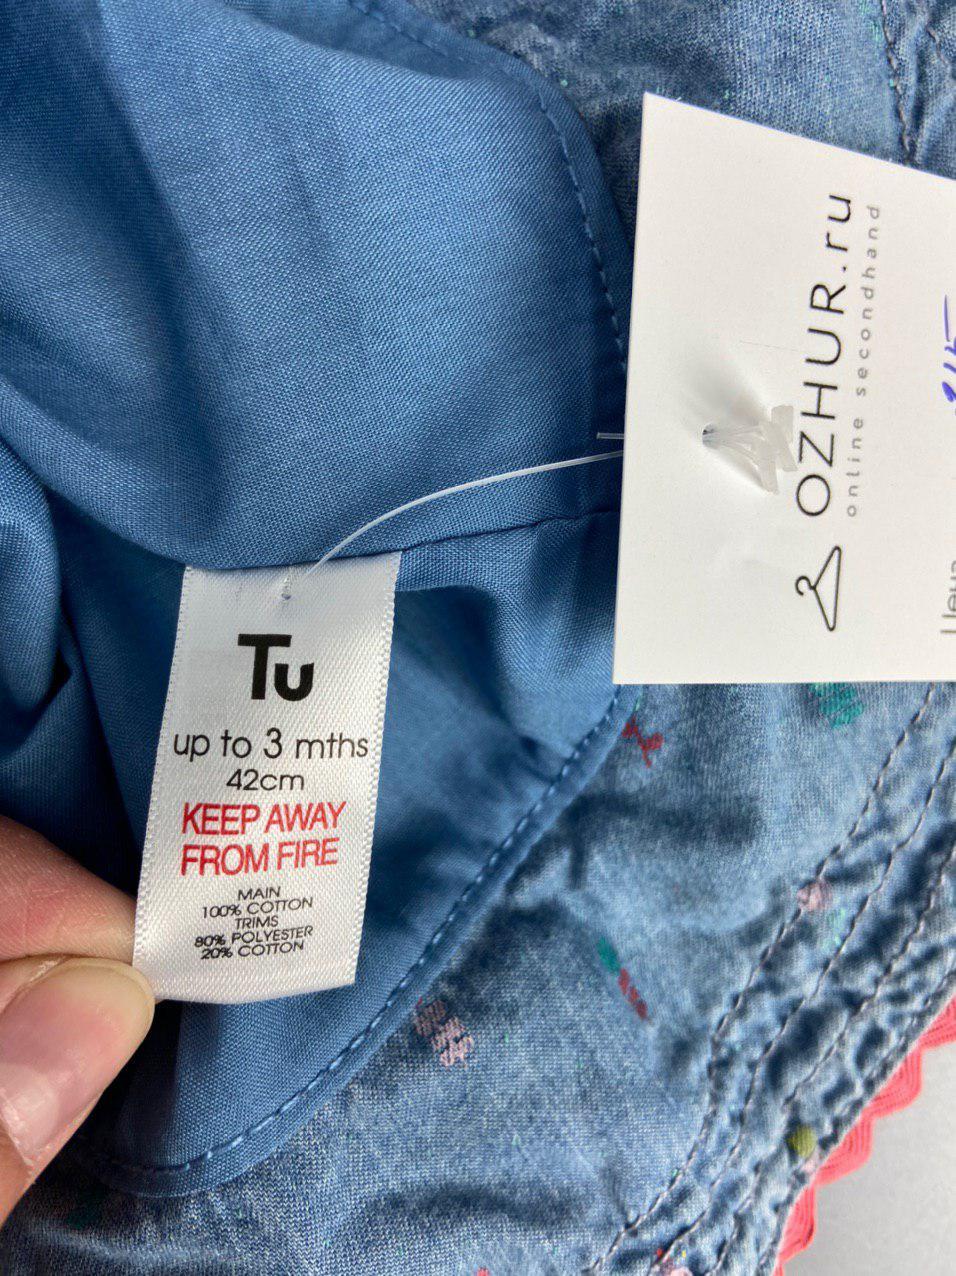 Tu
up to 3 mths
42cm
KEEP AWAY
FROM FIRE
MAIN
100% COTTON
TRIMS
80% POLYESTER
20% COTTON
OZHUR.ru
online secondhand